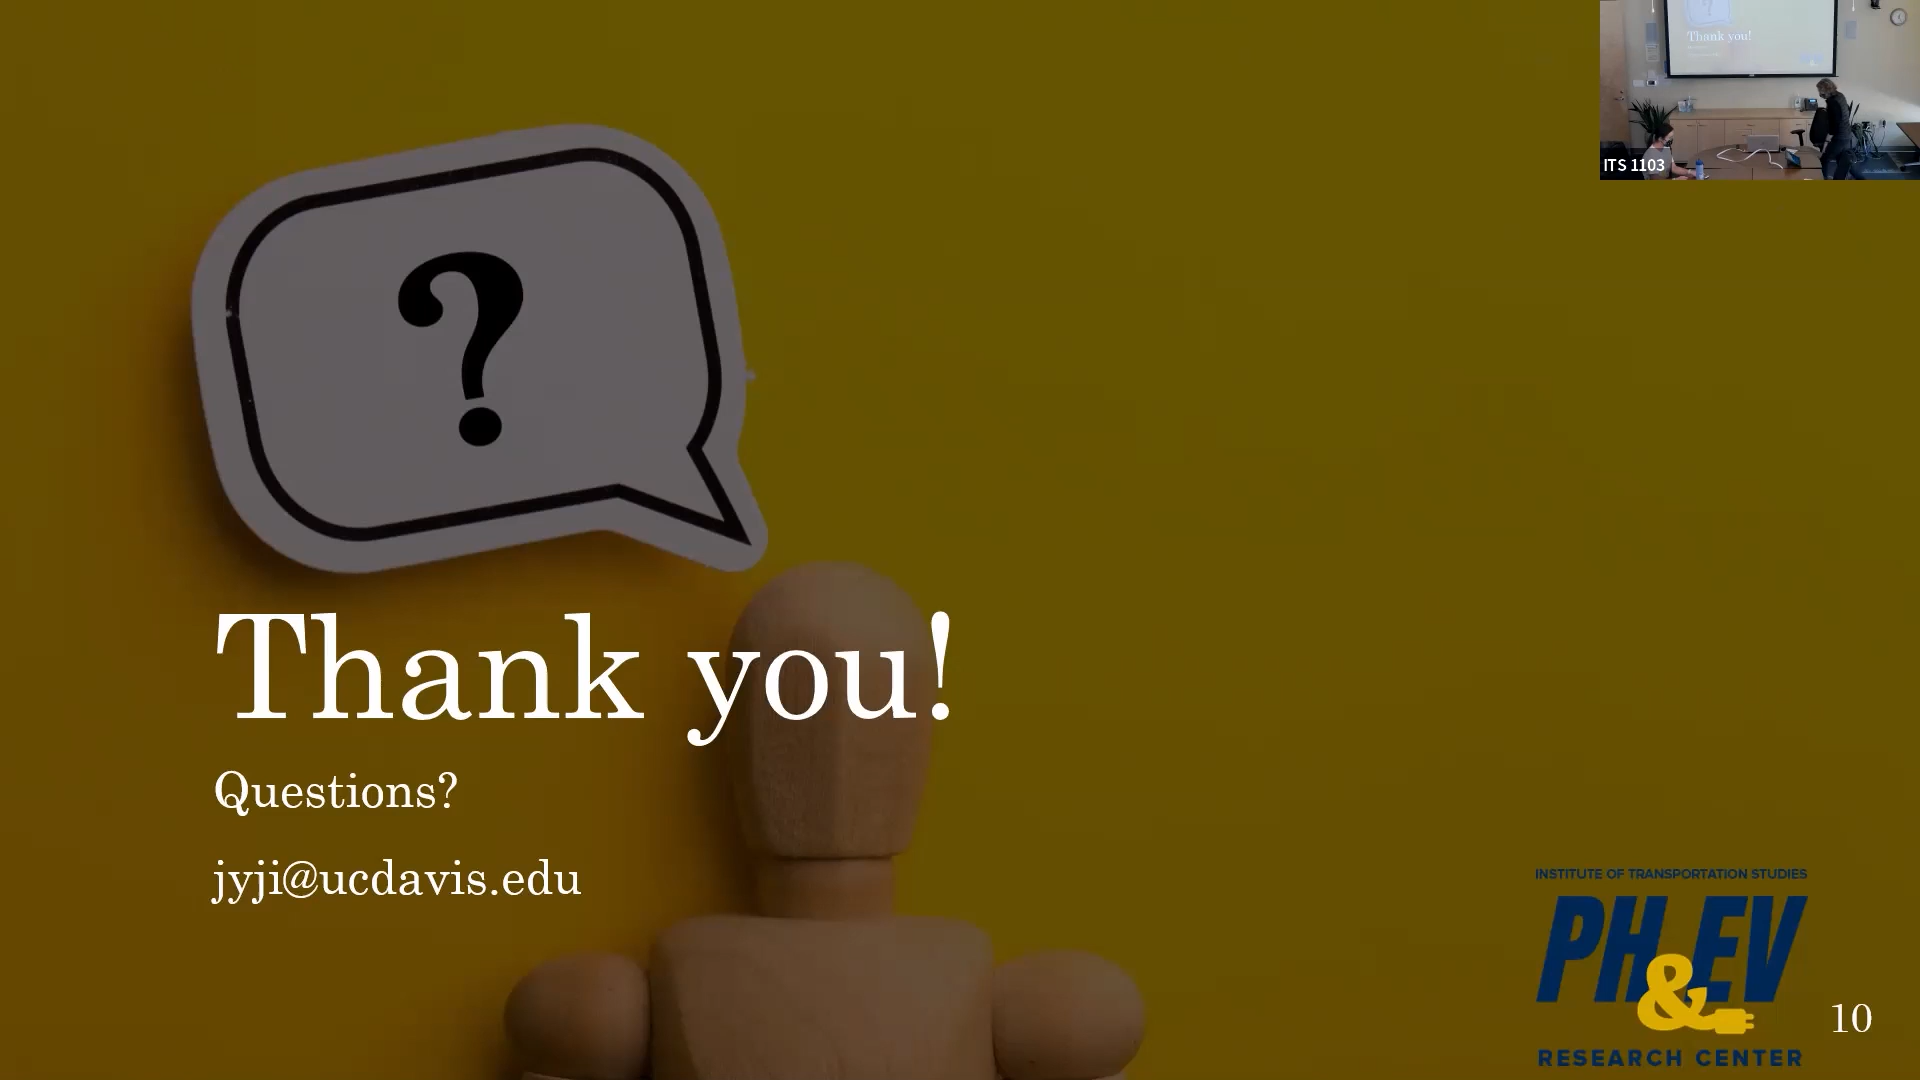 ?
Thank you!
ITS 1103
Thank you!
Questions?
jyji@ucdavis.edu
INSTITUTE OF TRANSPORTATION STUDIES
PH&EV
RESEARCH CENTER
10